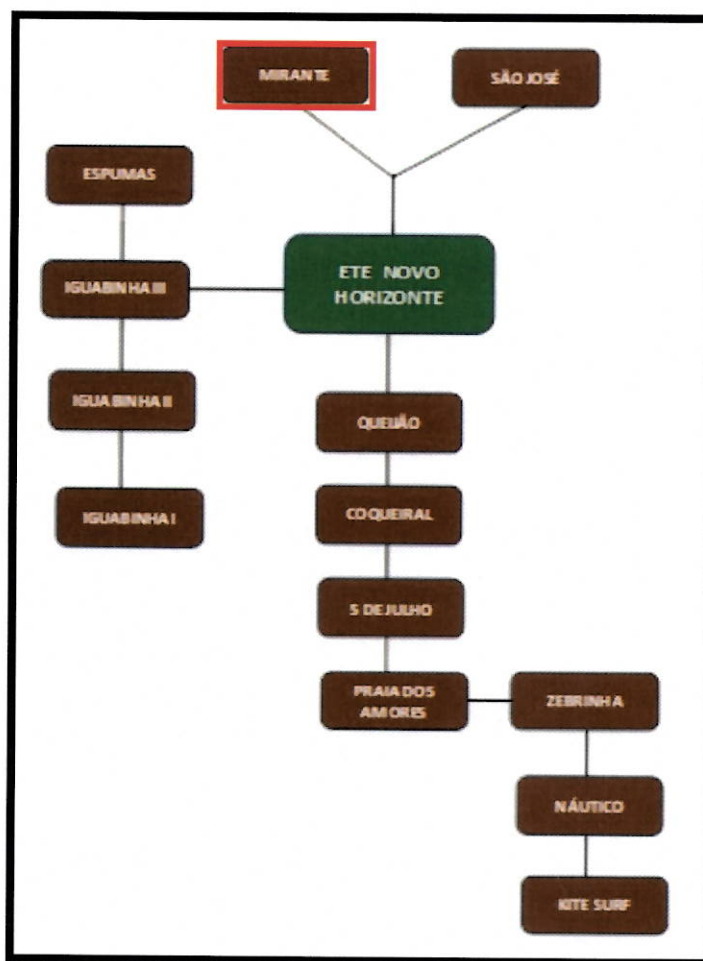 MIRANTE
SÃO JOSÉ
ESPUMAS
ETE NOVO
HORIZONTE
IGUABINHA III
IGUABINHA II
QUEIJÃO
IGUABINHA I
COQUEIRAL
5 DE JULHO
PRAIA DOS
AMORES
ZEBRINHA
NÁUTICO
KITE SURF